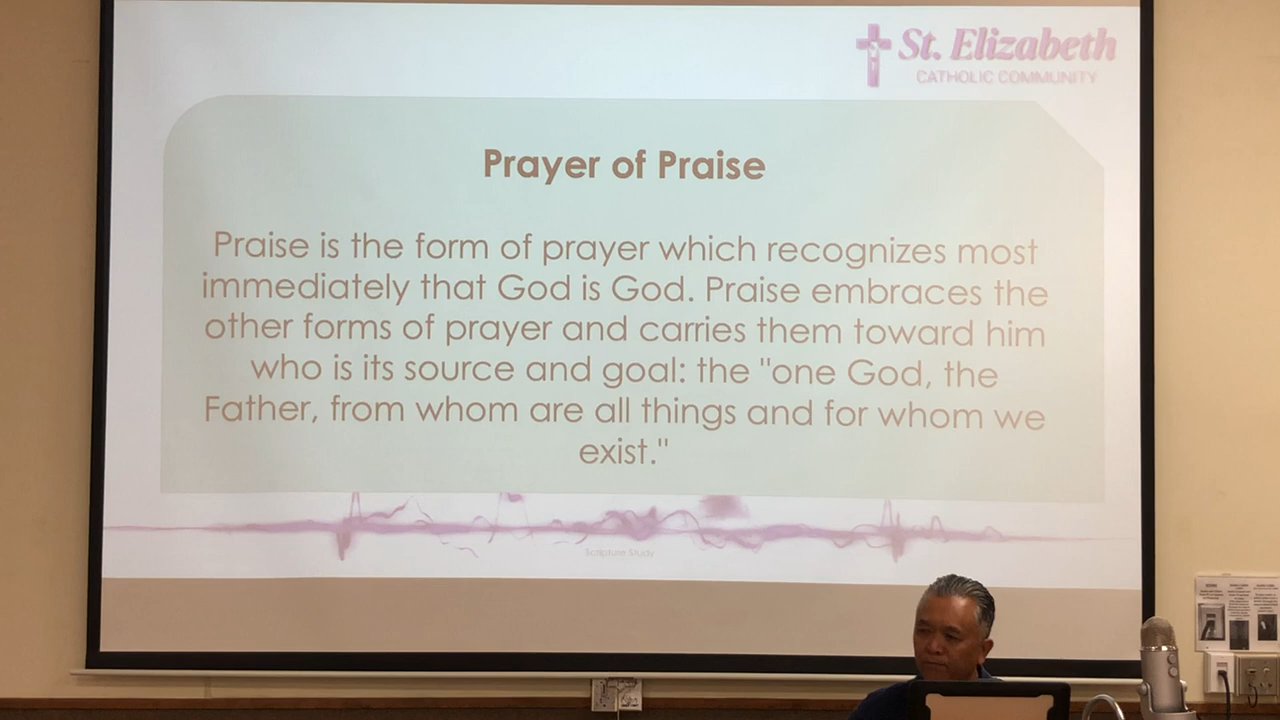 St. Elizabeth
CATHOLIC COMMUNITY
Prayer of Praise
Praise is the form of prayer which recognizes most
immediately that God is God. Praise embraces the
other forms of prayer and carries them toward him
who is its source and goal: the "one God, the
Father, from whom are all things and for whom we
exist."
Scripture Study